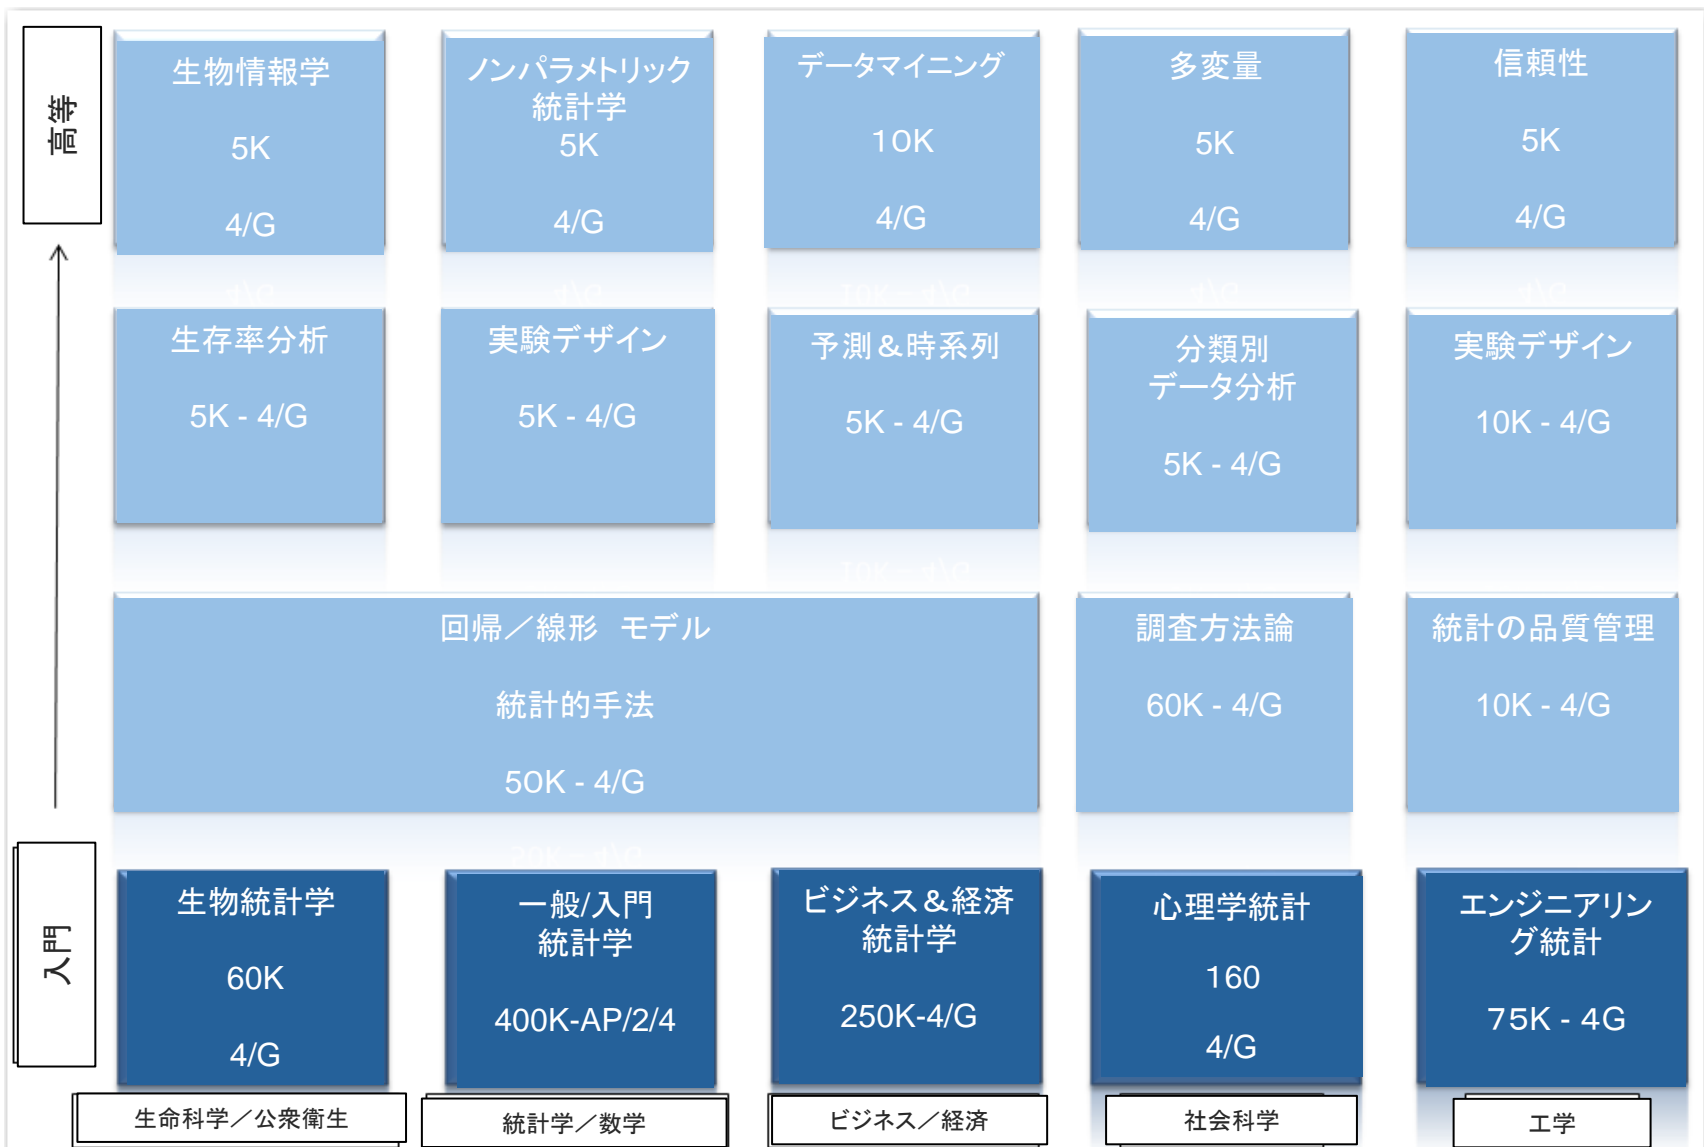 高等
生物情報学
5K
4/G
ノンパラメトリック
統計学
5K
4/G
データマイニング
10K
4/G
多変量
5K
4/G
信頼性
5K
4/G
生存率分析
5K - 4/G
実験デザイン
5K - 4/G
予測＆時系列
5K - 4/G
分類別
データ分析
5K - 4/G
実験デザイン
10K - 4/G
回帰／線形　モデル
統計的手法
50K - 4/G
調査方法論
60K - 4/G
統計の品質管理
10K - 4/G
入門
生物統計学
60K
4/G
一般/入門
統計学
400K-AP/2/4
ビジネス＆経済
統計学
250K-4/G
心理学統計
160
4/G
エンジニアリン
グ統計
75K - 4G
生命科学／公衆衛生
統計学／数学
ビジネス／経済
社会科学
工学